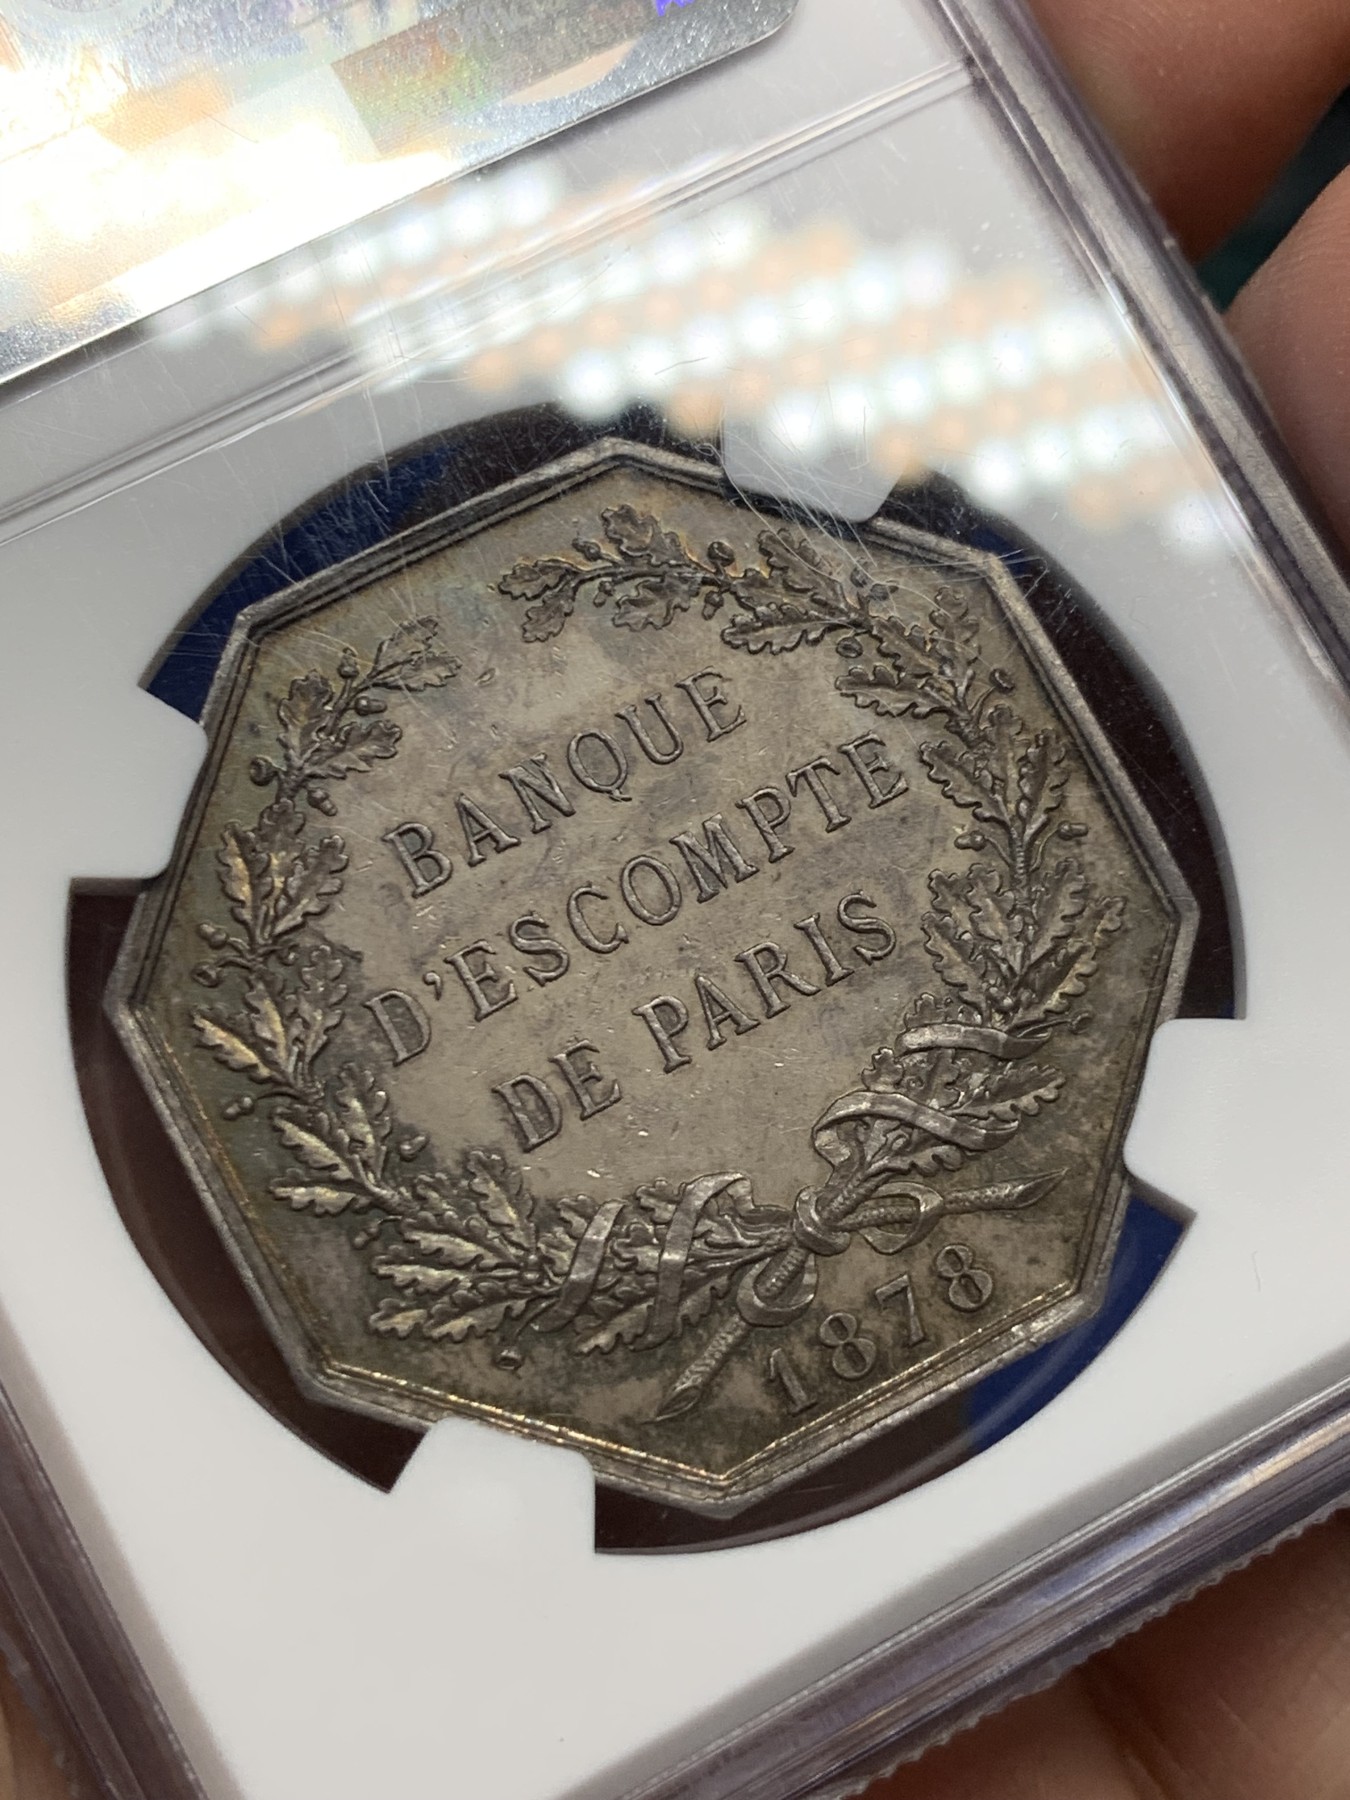 BANQUE
D'ESCOMPTE
DE PARIS
1878